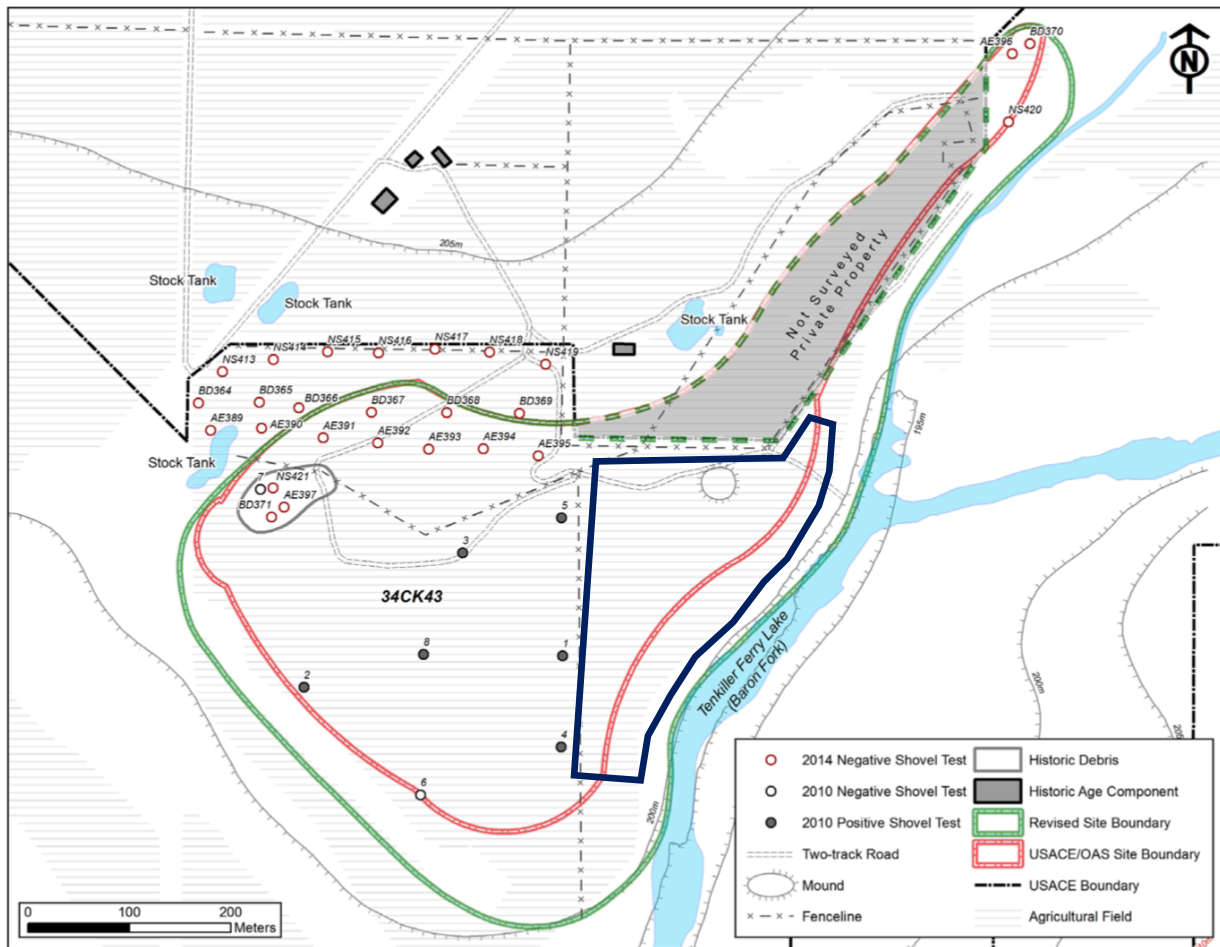 BD370
AE396
N
NS420
205m
Not Surveyed
Private Property
Stock Tank
Stock Tank
Stock Tank
NS413
NS414
NS415
NS416
NS417
NS418
NS419
BD364
BD365
BD366
BD367
BD368
BD369
195m
AE389
AE390
AE391
AE392
AE393
AE394
AE395
Stock Tank
7
NS421
AE397
BD371
5
3
34CK43
8
1
2
4
6
Tenkiller Ferry Lake
(Baron Fork)
200m
200m
205m
2014 Negative Shovel Test
2010 Negative Shovel Test
2010 Positive Shovel Test
Two-track Road
Mound
Fenceline
Historic Debris
Historic Age Component
Revised Site Boundary
USACE/OAS Site Boundary
USACE Boundary
Agricultural Field
0 100 200
Meters